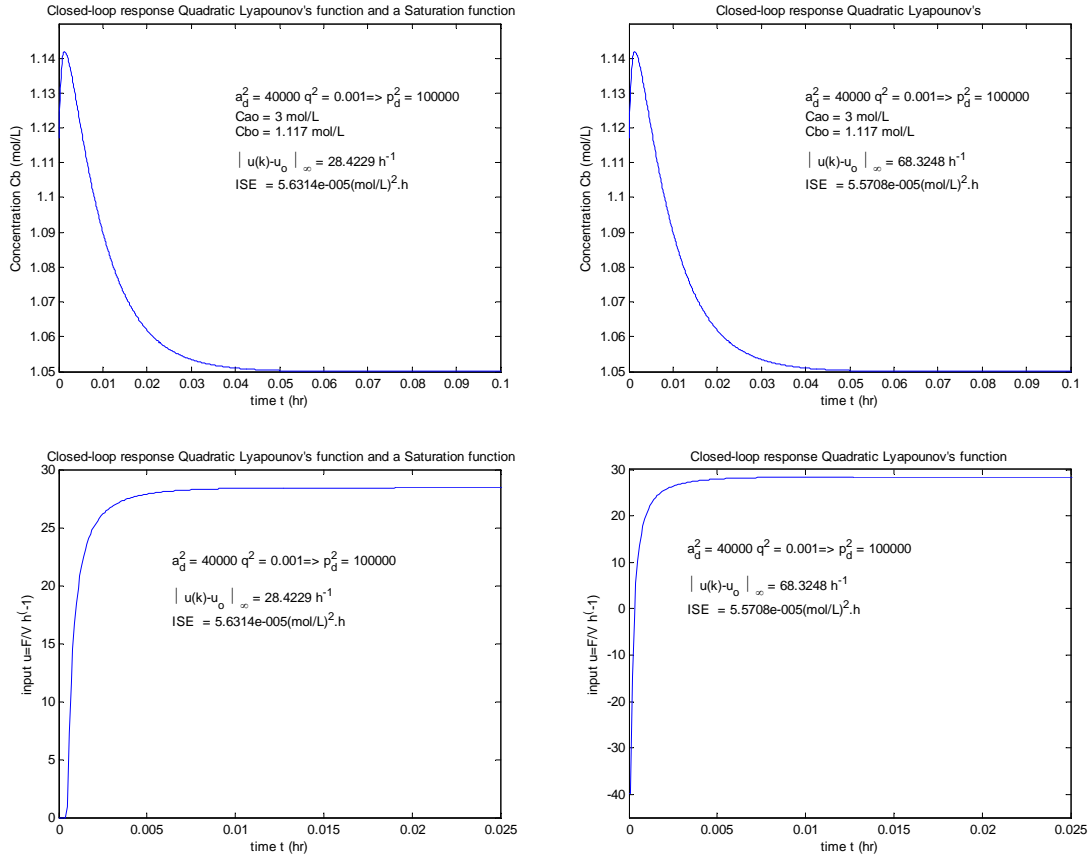 Closed-loop response Quadratic Lyapounov's function and a Saturation function
1.14
1.13
1.12
1.11
1.1
1.09
1.08
1.07
1.06
1.05
Concentration Cb (mol/L)
a_d^2 = 40000 q^2 = 0.001=> p_d^2 = 100000
Cao = 3 mol/L
Cbo = 1.117 mol/L
| u(k)-u_o |_∞ = 28.4229 h^-1
ISE = 5.6314e-005(mol/L)^2.h
0 0.01 0.02 0.03 0.04 0.05 0.06 0.07 0.08 0.09 0.1
time t (hr)
Closed-loop response Quadratic Lyapounov's
1.14
1.13
1.12
1.11
1.1
1.09
1.08
1.07
1.06
1.05
Concentration Cb (mol/L)
a_d^2 = 40000 q^2 = 0.001=> p_d^2 = 100000
Cao = 3 mol/L
Cbo = 1.117 mol/L
| u(k)-u_o |_∞ = 68.3248 h^-1
ISE = 5.5708e-005(mol/L)^2.h
0 0.01 0.02 0.03 0.04 0.05 0.06 0.07 0.08 0.09 0.1
time t (hr)
Closed-loop response Quadratic Lyapounov's function and a Saturation function
30
25
20
15
10
5
0
input u=F/V h^(-1)
a_d^2 = 40000 q^2 = 0.001=> p_d^2 = 100000
| u(k)-u_o |_∞ = 28.4229 h^-1
ISE = 5.6314e-005(mol/L)^2.h
0 0.005 0.01 0.015 0.02 0.025
time t (hr)
Closed-loop response Quadratic Lyapounov's function
30
20
10
0
-10
-20
-30
-40
input u=F/V h^(-1)
a_d^2 = 40000 q^2 = 0.001=> p_d^2 = 100000
| u(k)-u_o |_∞ = 68.3248 h^-1
ISE = 5.5708e-005(mol/L)^2.h
0 0.005 0.01 0.015 0.02 0.025
time t (hr)